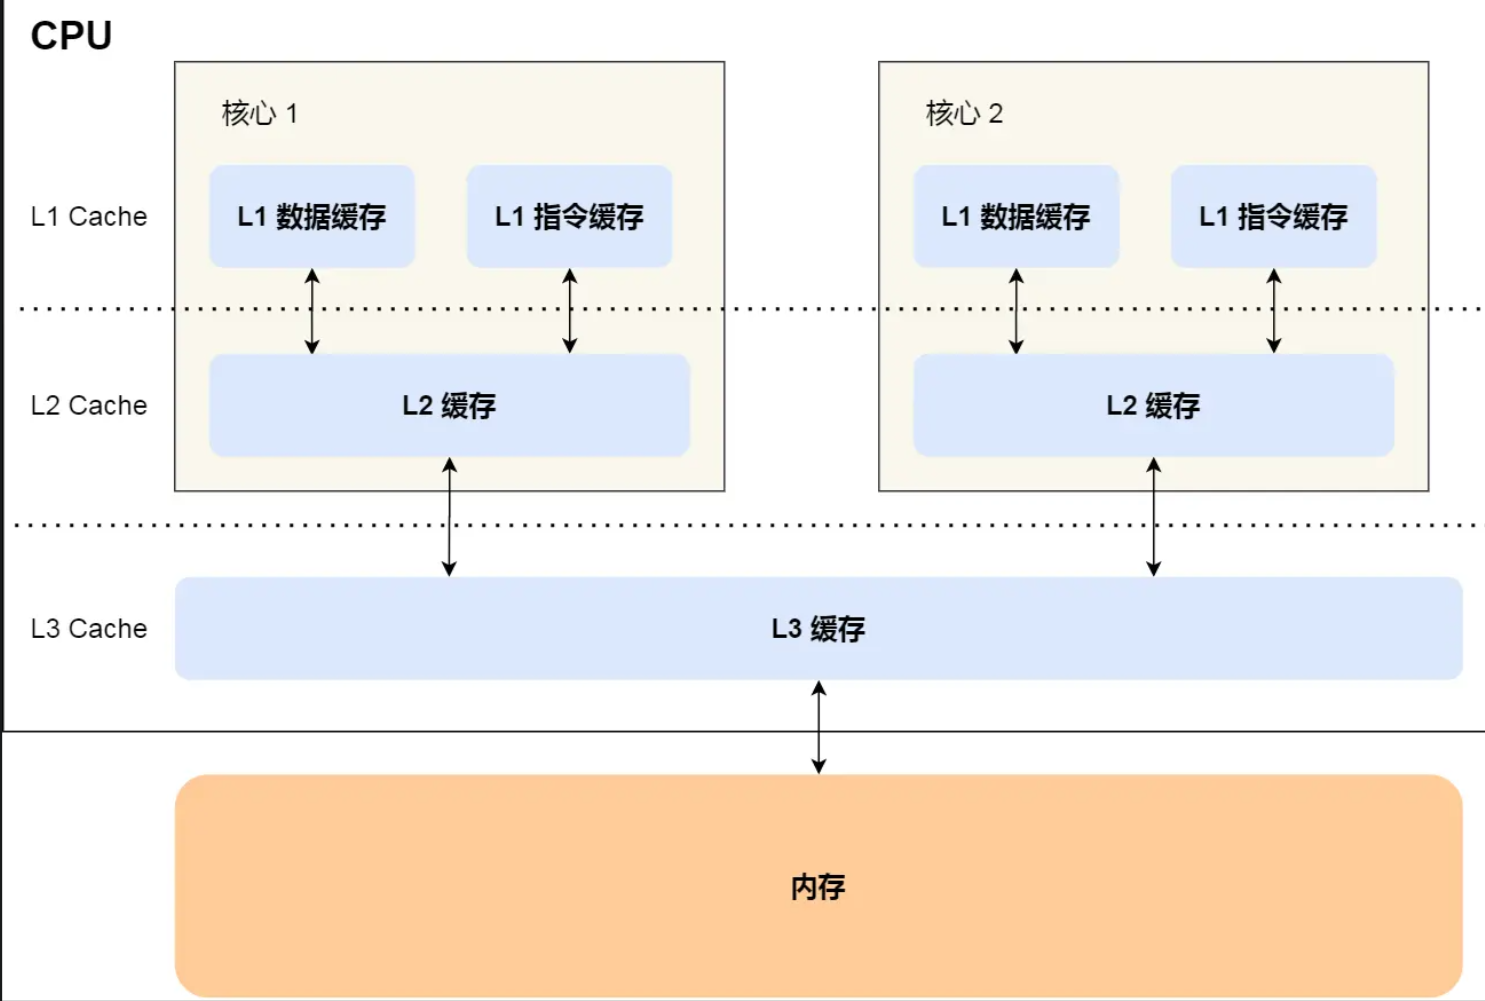 CPU
核心 1
核心 2
L1 Cache
L1 数据缓存
L1 指令缓存
L1 数据缓存
L1 指令缓存
L2 Cache
L2 缓存
L2 缓存
L3 Cache
L3 缓存
内存